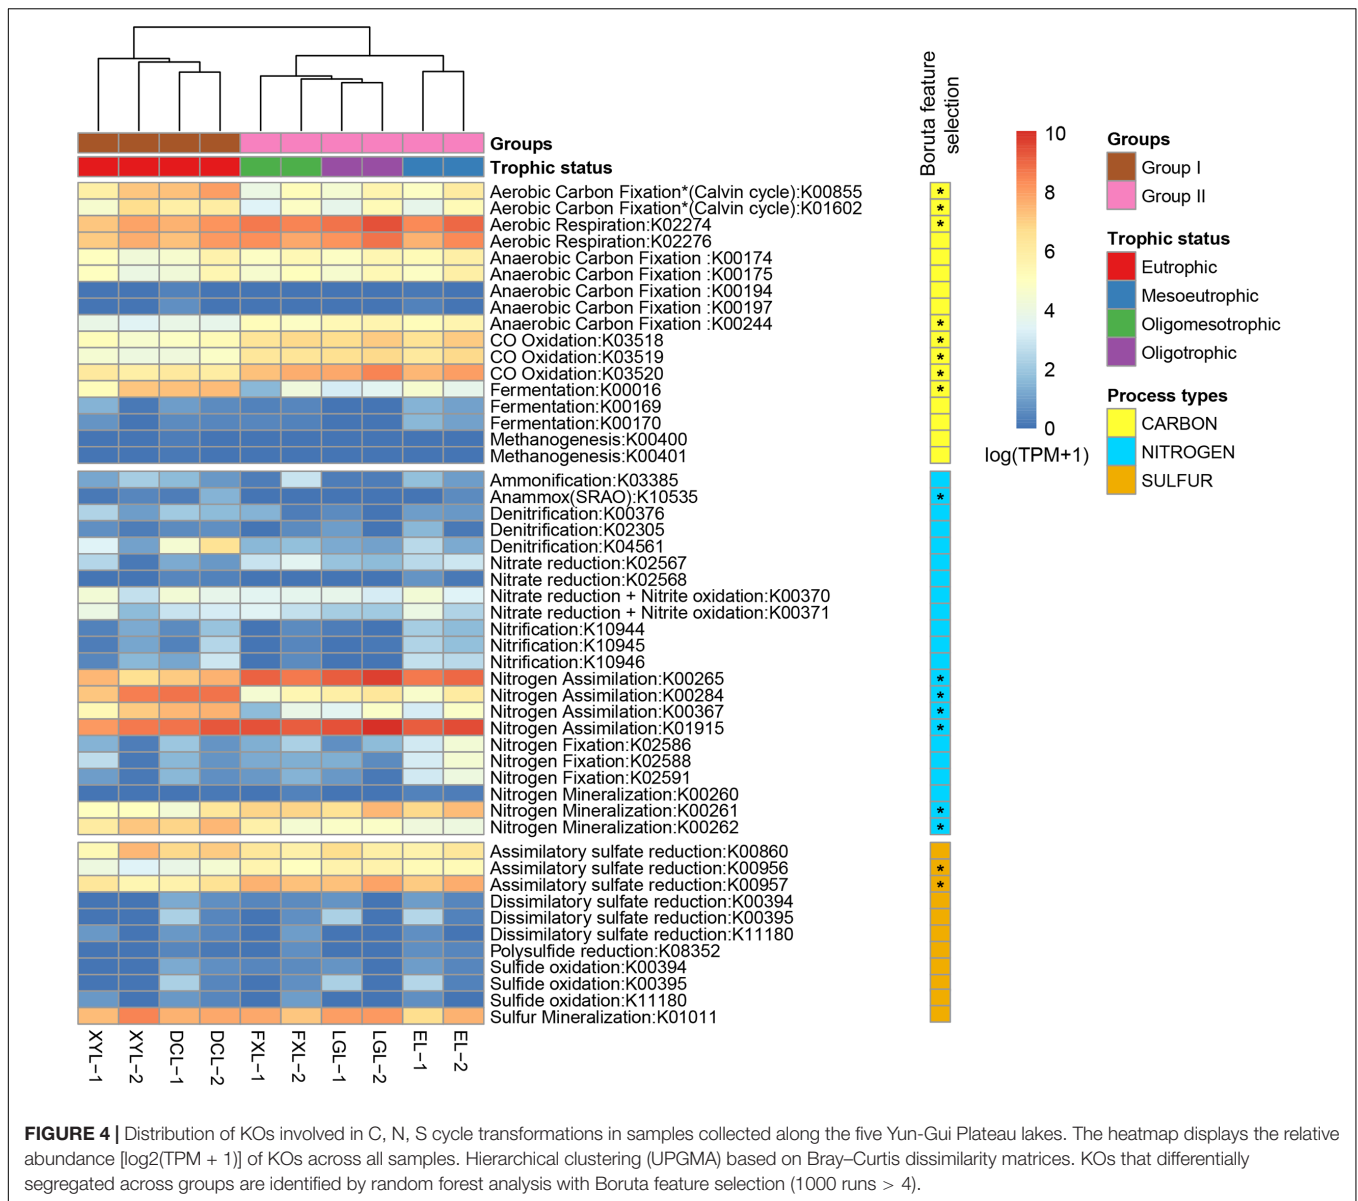 Boruta feature
selection
Groups
Trophic status
Aerobic Carbon Fixation*(Calvin cycle):K00855 *
Aerobic Carbon Fixation*(Calvin cycle):K01602 *
Aerobic Respiration:K02274 *
Aerobic Respiration:K02276
Anaerobic Carbon Fixation :K00174
Anaerobic Carbon Fixation :K00175
Anaerobic Carbon Fixation :K00194
Anaerobic Carbon Fixation :K00197
Anaerobic Carbon Fixation :K00244 *
CO Oxidation:K03518 *
CO Oxidation:K03519 *
CO Oxidation:K03520 *
Fermentation:K00016 *
Fermentation:K00169
Fermentation:K00170
Methanogenesis:K00400
Methanogenesis:K00401
Ammonification:K03385
Anammox(SRAO):K10535 *
Denitrification:K00376
Denitrification:K02305
Denitrification:K04561
Nitrate reduction:K02567
Nitrate reduction:K02568
Nitrate reduction + Nitrite oxidation:K00370
Nitrate reduction + Nitrite oxidation:K00371
Nitrification:K10944
Nitrification:K10945
Nitrification:K10946
Nitrogen Assimilation:K00265 *
Nitrogen Assimilation:K00284 *
Nitrogen Assimilation:K00367 *
Nitrogen Assimilation:K01915 *
Nitrogen Fixation:K02586
Nitrogen Fixation:K02588
Nitrogen Fixation:K02591
Nitrogen Mineralization:K00260
Nitrogen Mineralization:K00261 *
Nitrogen Mineralization:K00262 *
Assimilatory sulfate reduction:K00860
Assimilatory sulfate reduction:K00956 *
Assimilatory sulfate reduction:K00957 *
Dissimilatory sulfate reduction:K00394
Dissimilatory sulfate reduction:K00395
Dissimilatory sulfate reduction:K11180
Polysulfide reduction:K08352
Sulfide oxidation:K00394
Sulfide oxidation:K00395
Sulfide oxidation:K11180
Sulfur Mineralization:K01011
XYL−1
XYL−2
DCL−1
DCL−2
FXL−1
FXL−2
LGL−1
LGL−2
EL−1
EL−2
10
8
6
4
2
0
log(TPM+1)
Groups
Group I
Group II
Trophic status
Eutrophic
Mesoeutrophic
Oligomesotrophic
Oligotrophic
Process types
CARBON
NITROGEN
SULFUR
FIGURE 4 | Distribution of KOs involved in C, N, S cycle transformations in samples collected along the five Yun-Gui Plateau lakes. The heatmap displays the relative
abundance [log2(TPM + 1)] of KOs across all samples. Hierarchical clustering (UPGMA) based on Bray–Curtis dissimilarity matrices. KOs that differentially
segregated across groups are identified by random forest analysis with Boruta feature selection (1000 runs > 4).